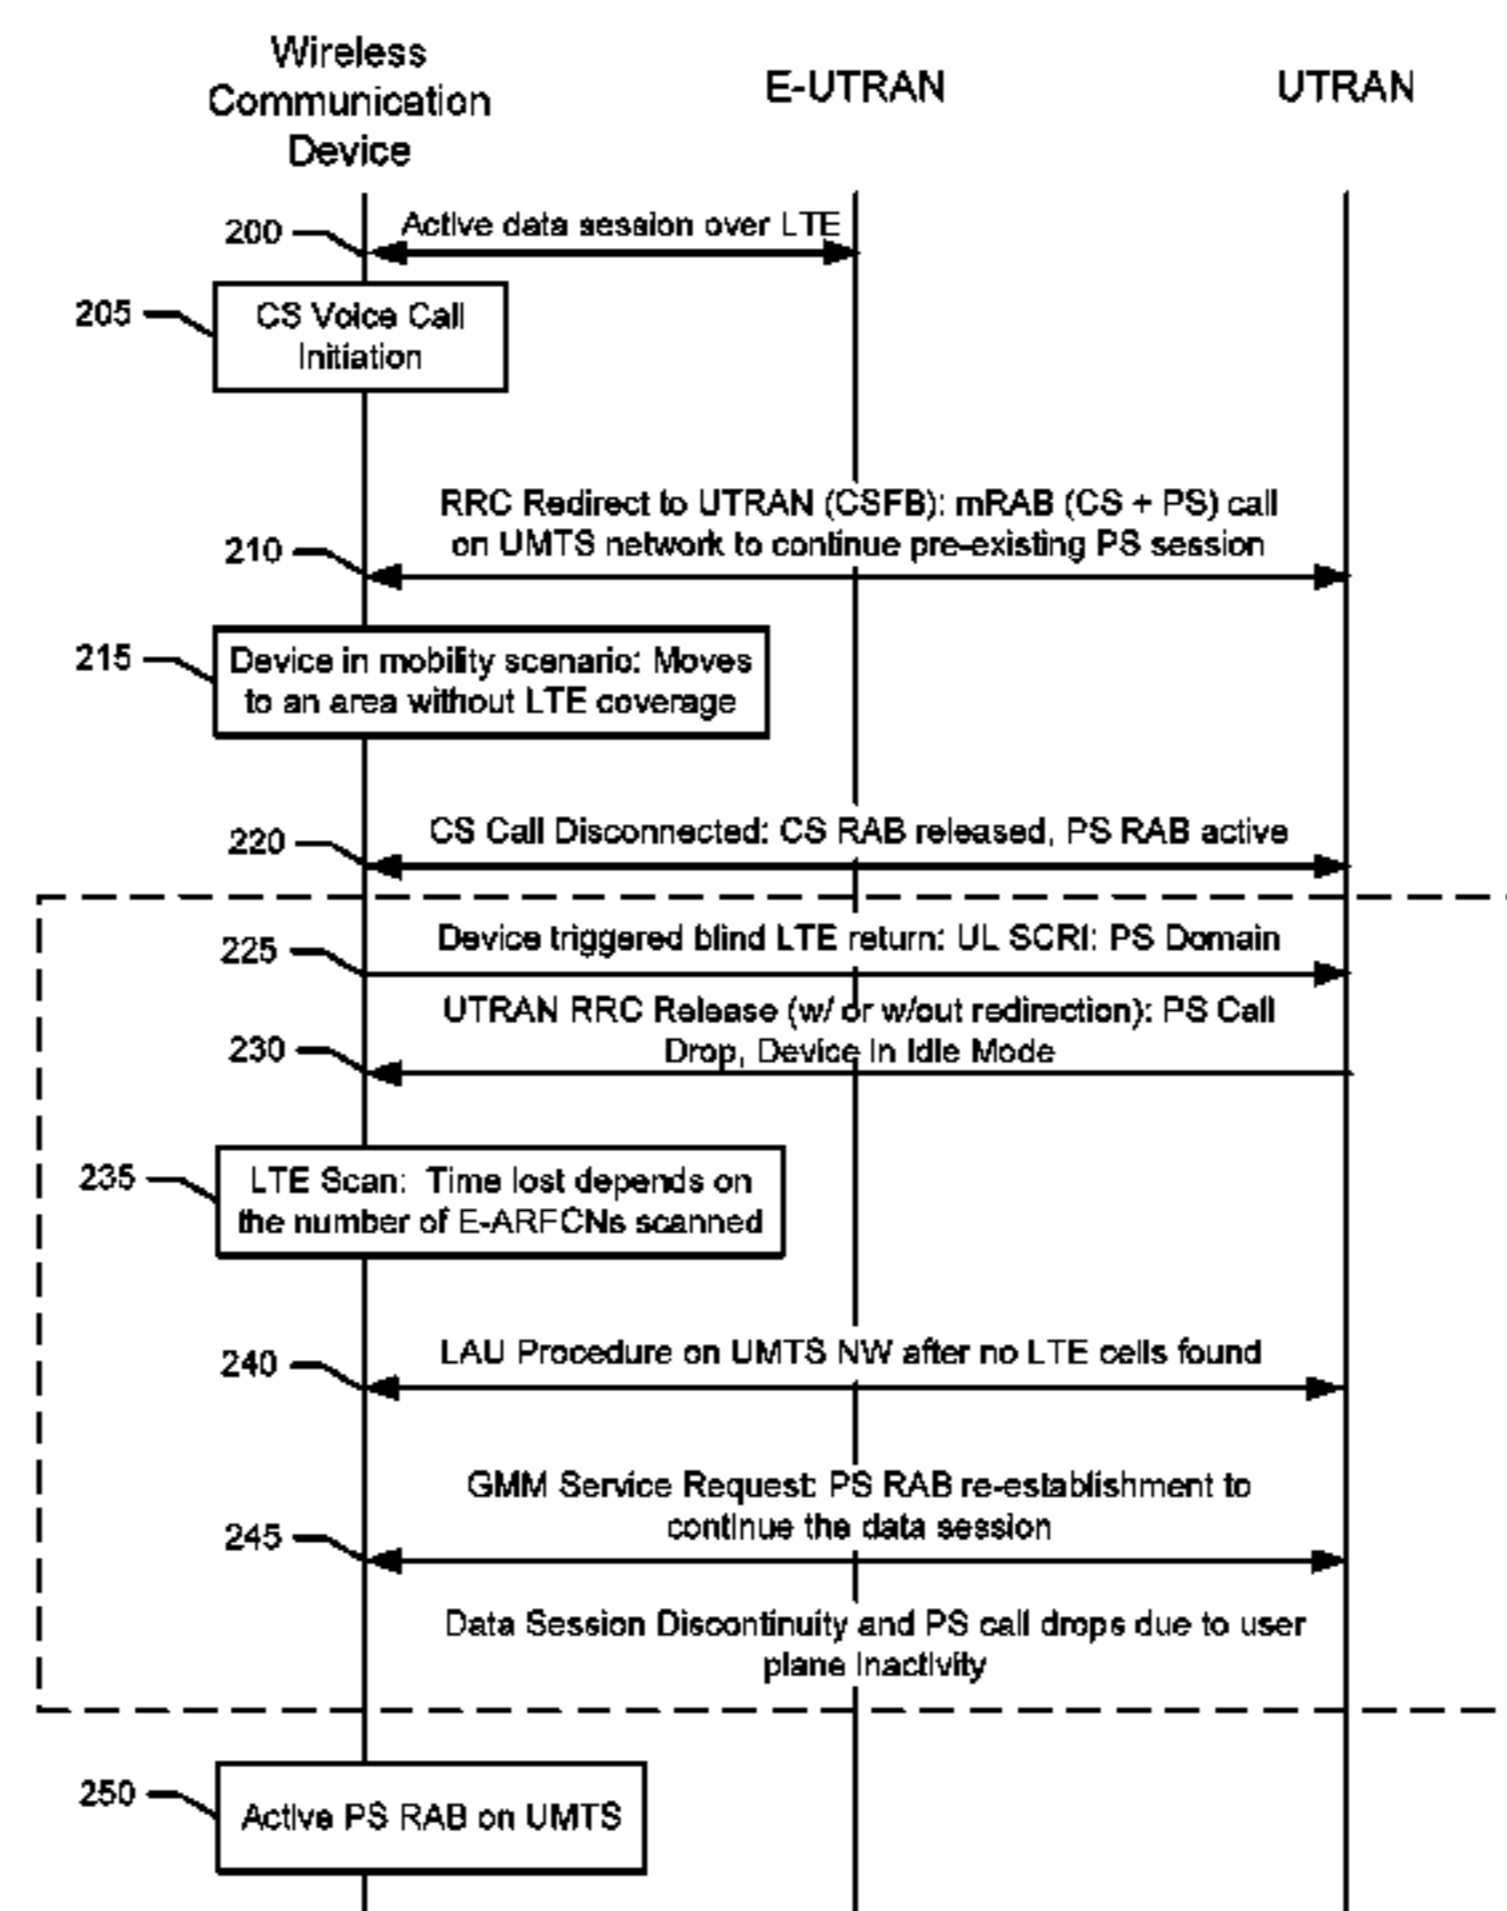 Wireless
Communication
Device
E-UTRAN
UTRAN
200
Active data session over LTE
205
CS Voice Call
Initiation
RRC Redirect to UTRAN (CSFB): mRAB (CS + PS) call
on UMTS network to continue pre-existing PS session
210
215
Device in mobility scenario: Moves
to an area without LTE coverage
220
CS Call Disconnected: CS RAB released, PS RAB active
225
Device triggered blind LTE return: UL SCRI: PS Domain
UTRAN RRC Release (w/ or w/out redirection): PS Call
Drop, Device in Idle Mode
230
235
LTE Scan: Time lost depends on
the number of E-ARFCNs scanned
240
LAU Procedure on UMTS NW after no LTE cells found
GMM Service Request: PS RAB re-establishment to
continue the data session
245
Data Session Discontinuity and PS call drops due to user
plane inactivity
250
Active PS RAB on UMTS